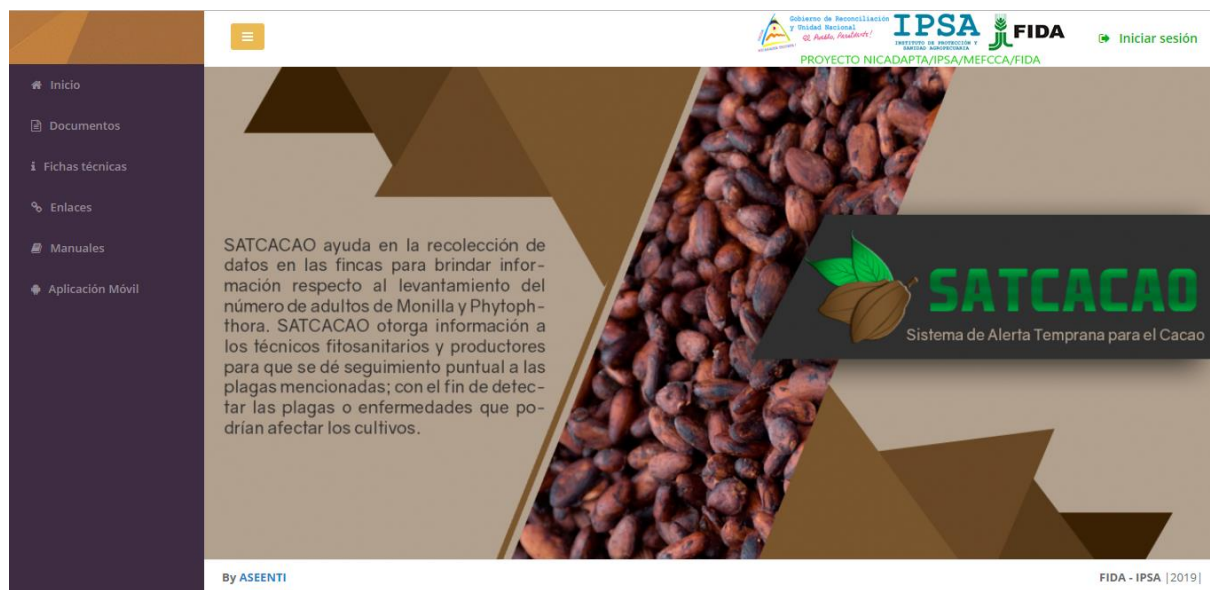 Gobierno de Reconciliación
y Unidad Nacional
El Pueblo, Presidente!
IPSA
INSTITUTO DE PROTECCIÓN Y
SANIDAD AGROPECUARIA
FIDA
PROYECTO NICADAPTA/IPSA/MEFCCA/FIDA
Iniciar sesión
Inicio
Documentos
Fichas técnicas
Enlaces
Manuales
Aplicación Móvil
SATCACAO ayuda en la recolección de
datos en las fincas para brindar infor-
mación respecto al levantamiento del
número de adultos de Monilla y Phytoph-
thora. SATCACAO otorga información a
los técnicos fitosanitarios y productores
para que se dé seguimiento puntual a las
plagas mencionadas; con el fin de detec-
tar las plagas o enfermedades que po-
drían afectar los cultivos.
SATCACAO
Sistema de Alerta Temprana para el Cacao
By ASEENTI
FIDA - IPSA |2019|